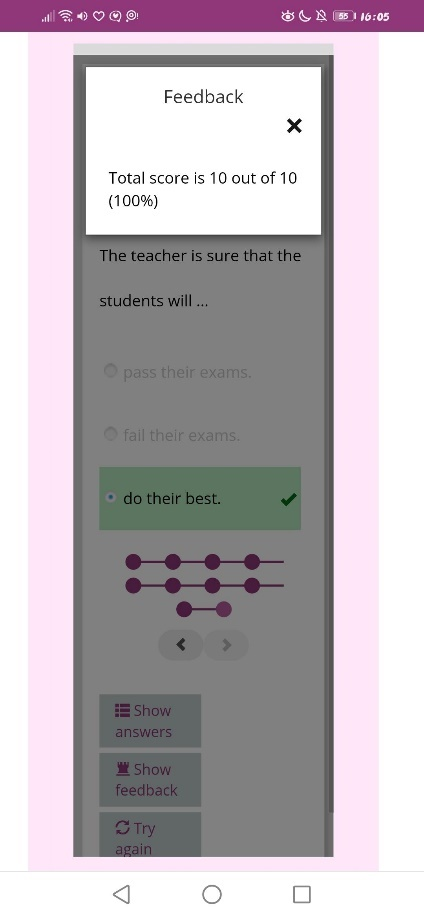 55 16:05
Feedback
Total score is 10 out of 10
(100%)
The teacher is sure that the
students will ...
pass their exams.
fail their exams.
do their best.
Show
answers
Show
feedback
Try
again